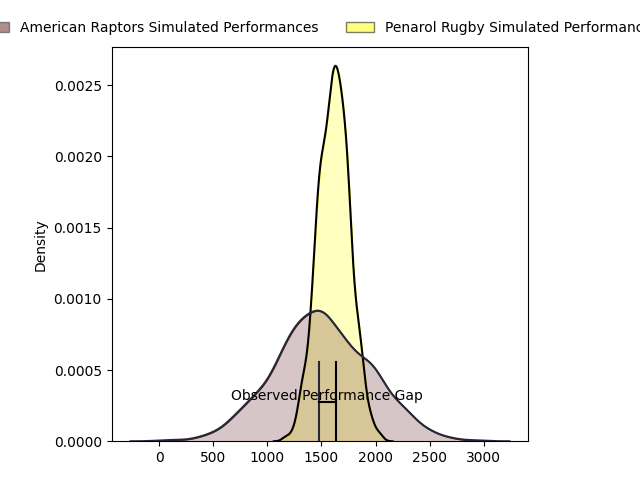 American Raptors Simulated Performances
Penarol Rugby Simulated
Density
0.0025
0.0020
0.0015
0.0010
0.0005
0.0000
Observed Performance Gap
0 500 1000 1500 2000 2500 3000